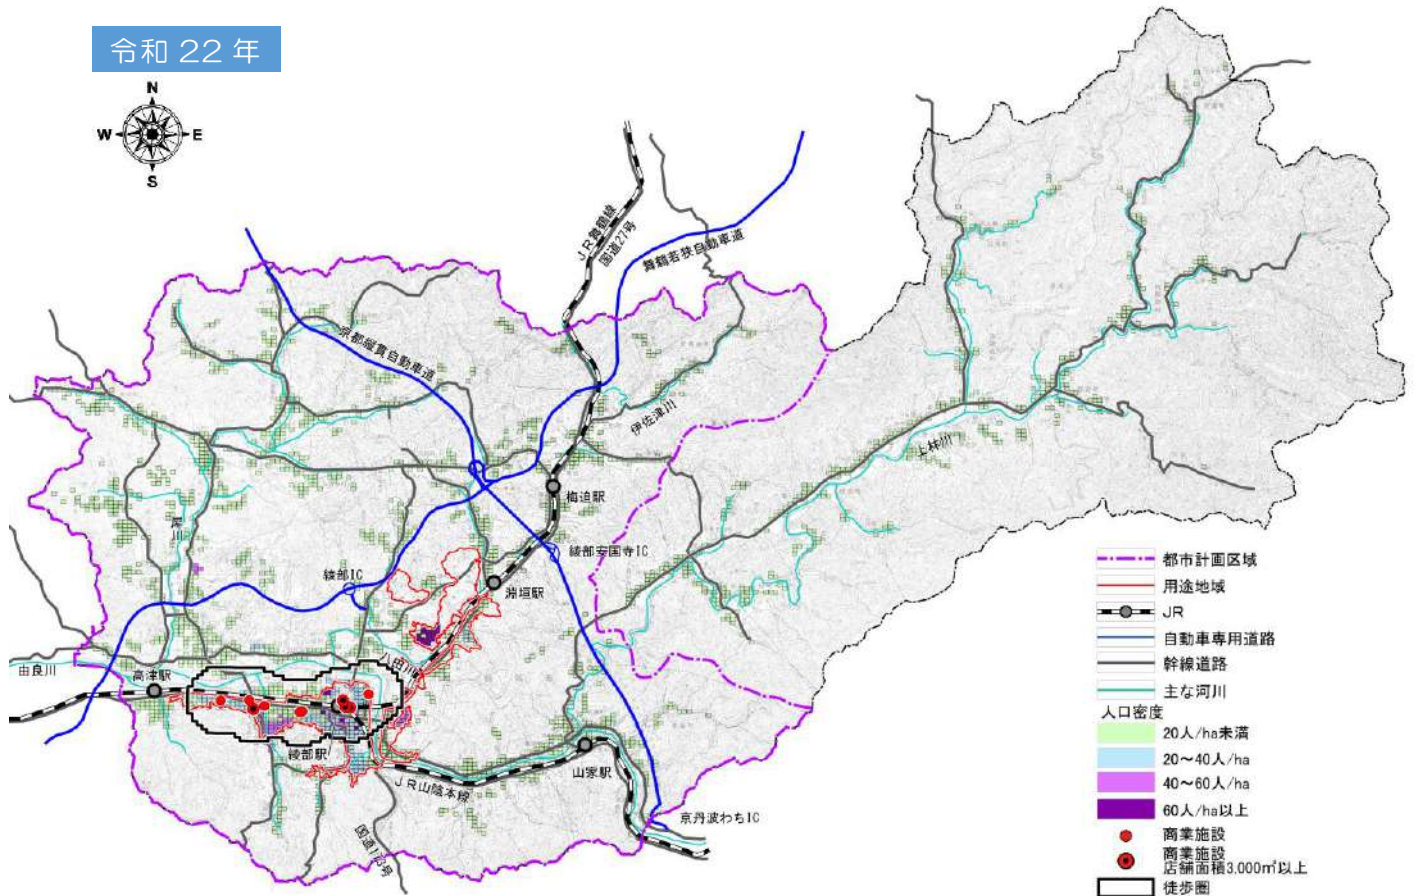 令和 22 年
N
W
E
S
JR舞鶴線
国道27号
舞鶴若狭自動車道
京都縦貫自動車道
伊佐津川
上林川
梅迫駅
綾部安国寺IC
綾部IC
淵垣駅
八田川
由良川
高津駅
綾部駅
JR山陰本線
山家駅
京丹波わちIC
国道173号
都市計画区域
用途地域
JR
自動車専用道路
幹線道路
主な河川
人口密度
20人/ha未満
20～40人/ha
40～60人/ha
60人/ha以上
商業施設
商業施設
店舗面積3,000㎡以上
徒歩圏